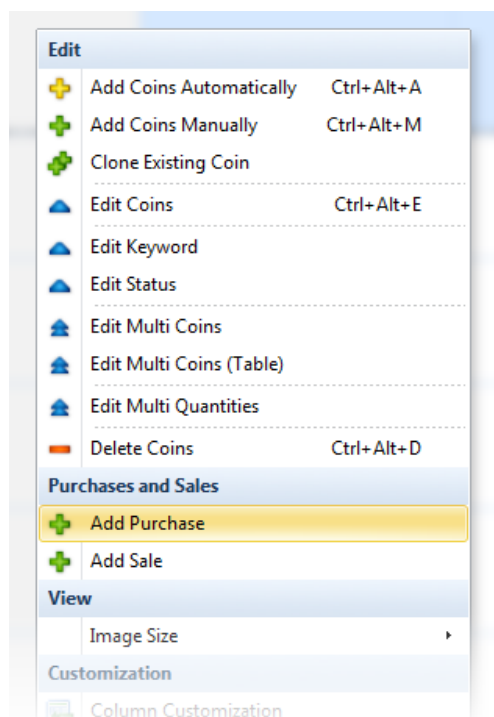 Edit
Add Coins Automatically Ctrl+Alt+A
Add Coins Manually Ctrl+Alt+M
Clone Existing Coin
Edit Coins Ctrl+Alt+E
Edit Keyword
Edit Status
Edit Multi Coins
Edit Multi Coins (Table)
Edit Multi Quantities
Delete Coins Ctrl+Alt+D
Purchases and Sales
Add Purchase
Add Sale
View
Image Size
Customization
Column Customization